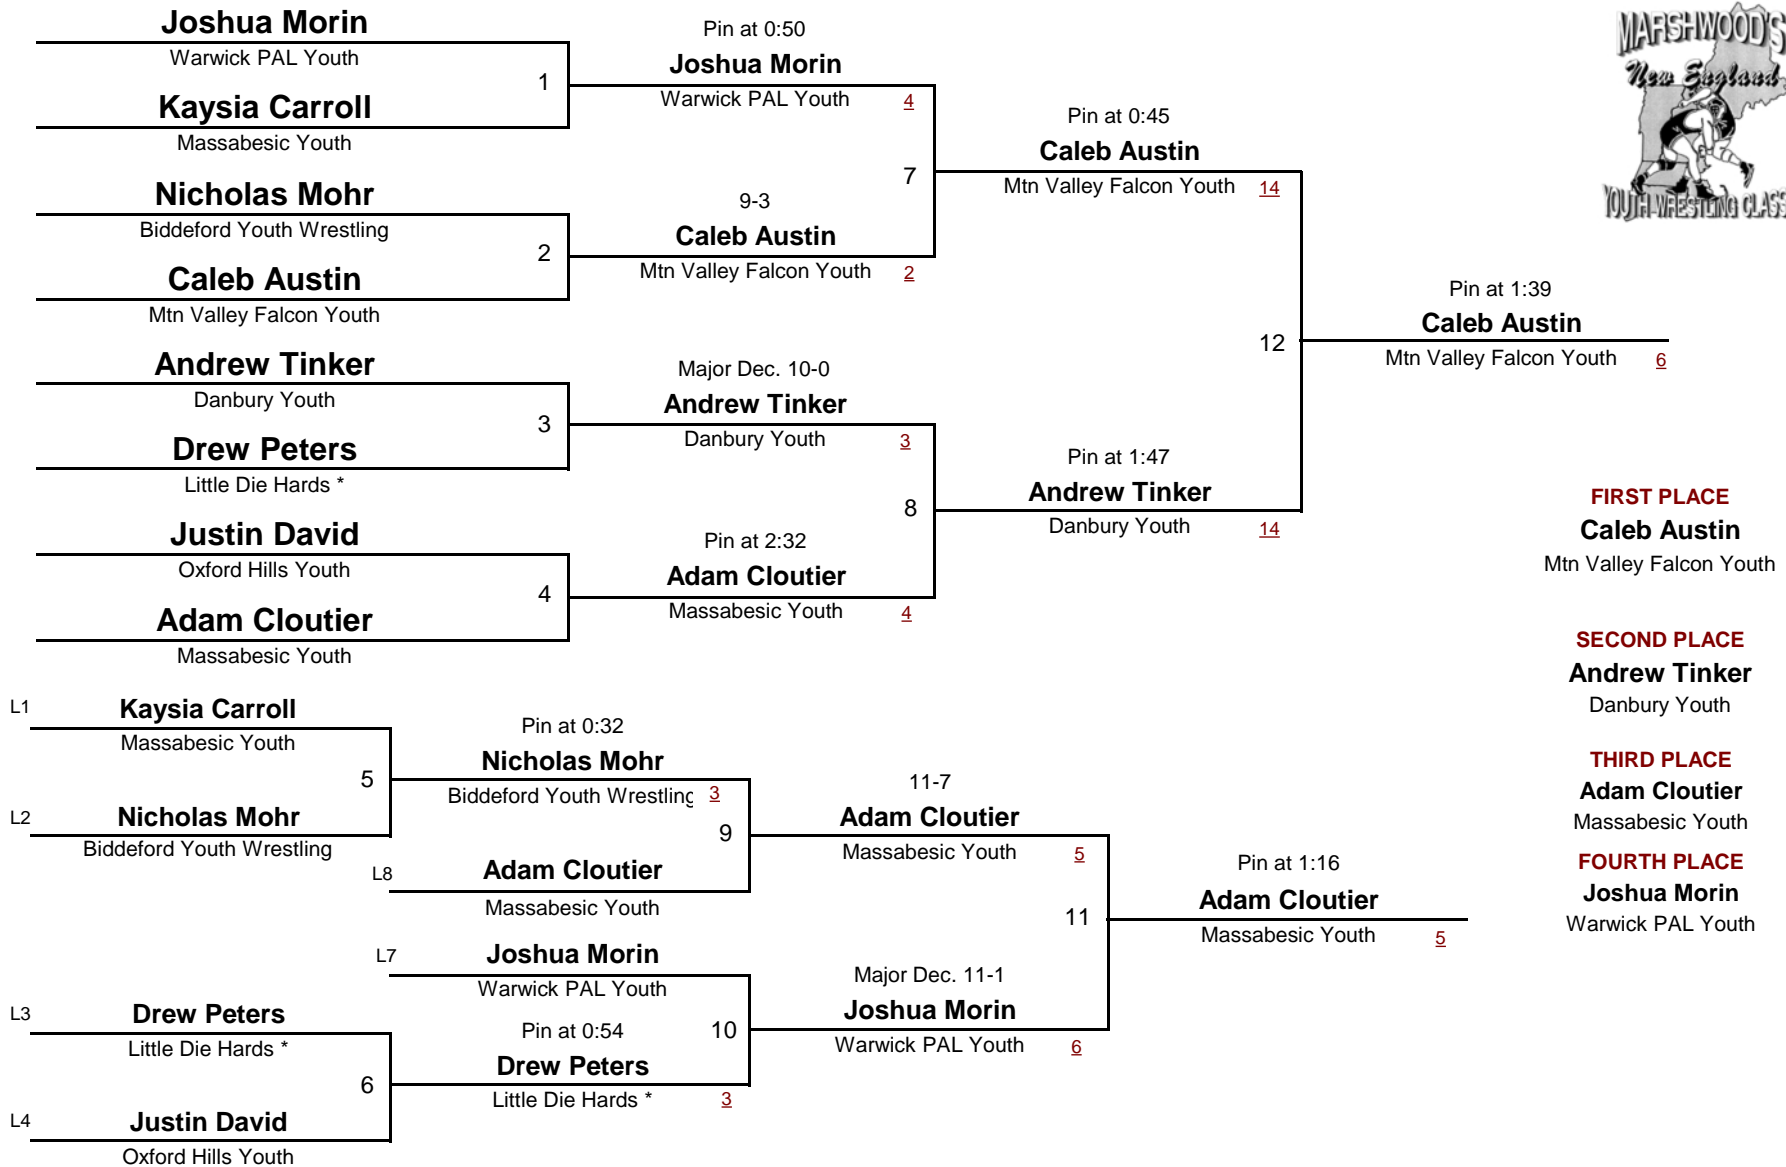 Joshua Morin
Warwick PAL Youth
1
Kaysia Carroll
Massabesic Youth
Nicholas Mohr
Biddeford Youth Wrestling
2
Caleb Austin
Mtn Valley Falcon Youth
Andrew Tinker
Danbury Youth
3
Drew Peters
Little Die Hards *
Justin David
Oxford Hills Youth
4
Adam Cloutier
Massabesic Youth
Pin at 0:50
Joshua Morin
Warwick PAL Youth 4
7
9-3
Caleb Austin
Mtn Valley Falcon Youth 2
Major Dec. 10-0
Andrew Tinker
Danbury Youth 3
8
Pin at 2:32
Adam Cloutier
Massabesic Youth 4
Pin at 0:45
Caleb Austin
Mtn Valley Falcon Youth 14
12
Pin at 1:47
Andrew Tinker
Danbury Youth 14
Pin at 1:39
Caleb Austin
Mtn Valley Falcon Youth 6
MARSHWOOD'S
New England
YOUTH WRESTLING CLASS
FIRST PLACE
Caleb Austin
Mtn Valley Falcon Youth
SECOND PLACE
Andrew Tinker
Danbury Youth
THIRD PLACE
Adam Cloutier
Massabesic Youth
FOURTH PLACE
Joshua Morin
Warwick PAL Youth
L1 Kaysia Carroll
Massabesic Youth
5
L2 Nicholas Mohr
Biddeford Youth Wrestling
Pin at 0:32
Nicholas Mohr
Biddeford Youth Wrestling 3
9
L8 Adam Cloutier
Massabesic Youth
L7 Joshua Morin
Warwick PAL Youth
10
Pin at 0:54
Drew Peters
Little Die Hards * 3
L3 Drew Peters
Little Die Hards *
6
L4 Justin David
Oxford Hills Youth
11-7
Adam Cloutier
Massabesic Youth 5
11
Major Dec. 11-1
Joshua Morin
Warwick PAL Youth 6
Pin at 1:16
Adam Cloutier
Massabesic Youth 5